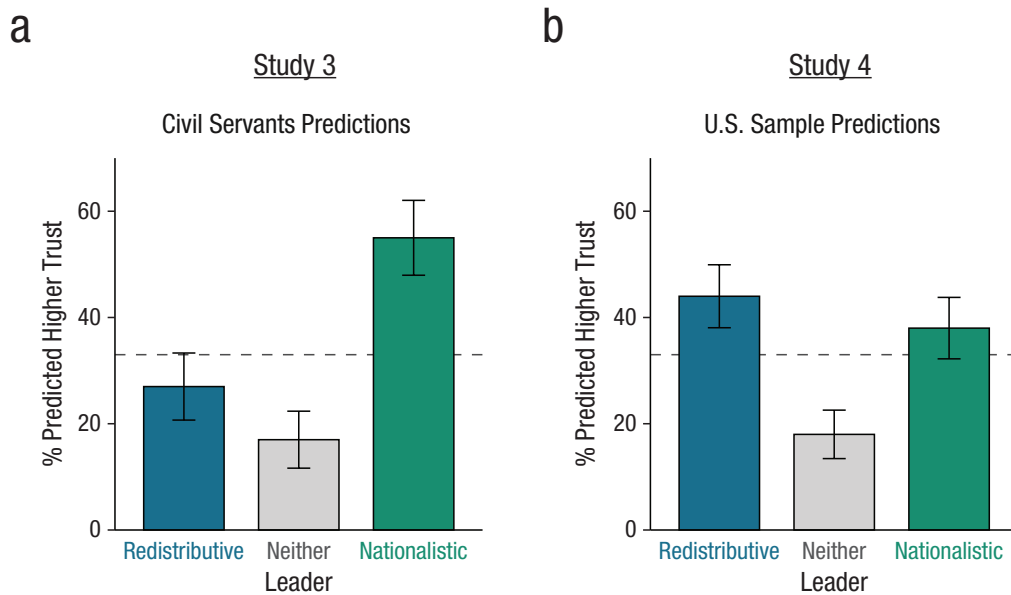 a
Study 3
Civil Servants Predictions
% Predicted Higher Trust
60
40
20
0
Redistributive Neither Nationalistic
Leader
b
Study 4
U.S. Sample Predictions
% Predicted Higher Trust
60
40
20
0
Redistributive Neither Nationalistic
Leader